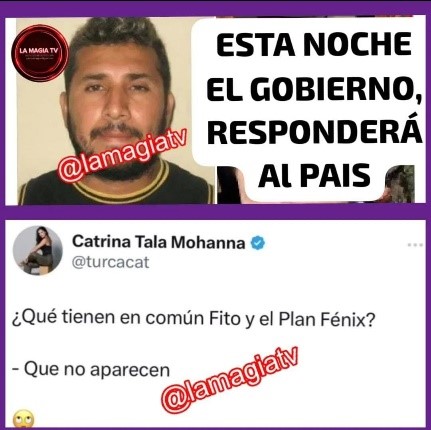 LA MAGIA TV
ESTA NOCHE
EL GOBIERNO,
RESPONDERÁ
Al PAIS
@lamagiatv
Catrina Tala Mohanna
@turcacat
¿Qué tienen en común Fito y el Plan Fénix?
- Que no aparecen
@lamagiatv